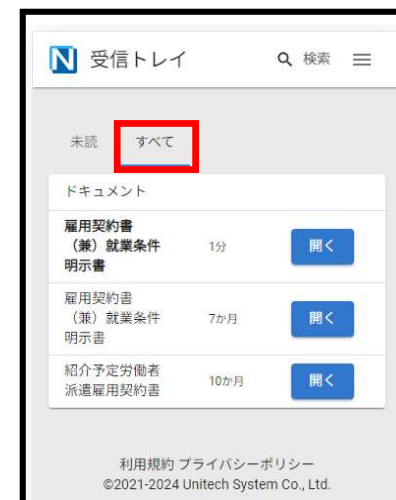 N 受信トレイ 検索
未読 すべて
ドキュメント
雇用契約書
（兼）就業条件 1分 開く
明示書
雇用契約書
（兼）就業条件 7か月 開く
明示書
紹介予定労働者
派遣雇用契約書 10か月 開く
利用規約 プライバシーポリシー
©2021-2024 Unitech System Co., Ltd.